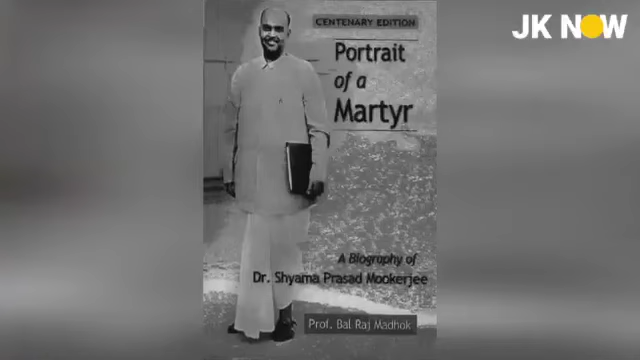 JK NOW
CENTENARY EDITION
Portrait
of a
Martyr
A Biography of
Dr. Shyama Prasad Mookerjee
Prof. Bal Raj Madhok